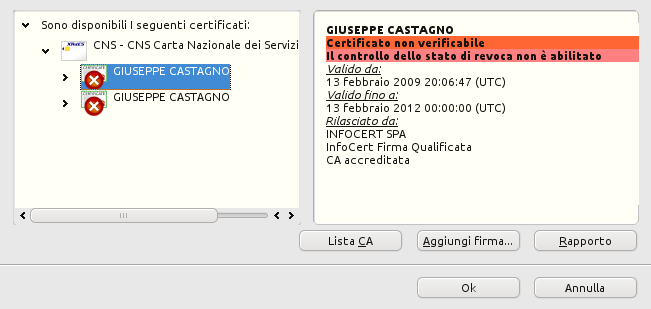 Sono disponibili I seguenti certificati:
CNS - CNS Carta Nazionale dei Servizi
GIUSEPPE CASTAGNO
GIUSEPPE CASTAGNO
GIUSEPPE CASTAGNO
Certificato non verificabile
Il controllo dello stato di revoca non è abilitato
Valido da:
13 febbraio 2009 20:06:47 (UTC)
Valido fino a:
13 febbraio 2012 00:00:00 (UTC)
Rilasciato da:
INFOCERT SPA
InfoCert Firma Qualificata
CA accreditata
Lista CA
Aggiungi firma...
Rapporto
Ok
Annulla